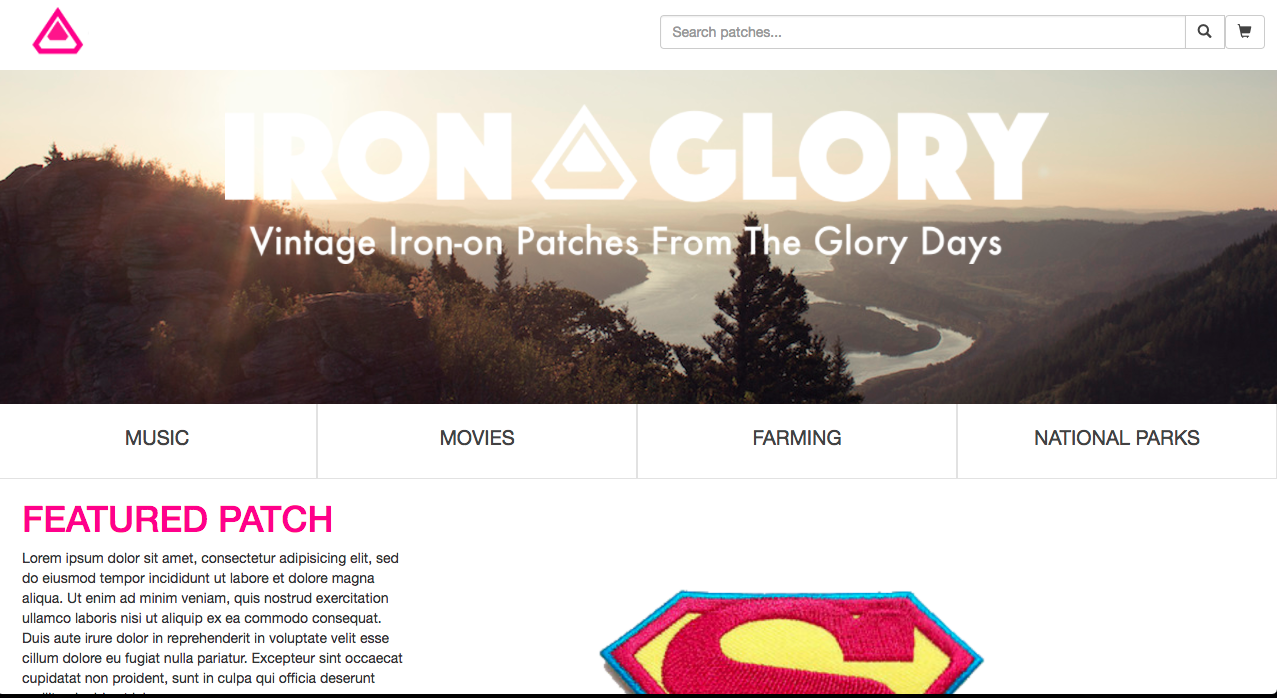 Search patches...
IRON GLORY
Vintage Iron-on Patches From The Glory Days
MUSIC
MOVIES
FARMING
NATIONAL PARKS
FEATURED PATCH
Lorem ipsum dolor sit amet, consectetur adipisicing elit, sed
do eiusmod tempor incididunt ut labore et dolore magna
aliqua. Ut enim ad minim veniam, quis nostrud exercitation
ullamco laboris nisi ut aliquip ex ea commodo consequat.
Duis aute irure dolor in reprehenderit in voluptate velit esse
cillum dolore eu fugiat nulla pariatur. Excepteur sint occaecat
cupidatat non proident, sunt in culpa qui officia deserunt